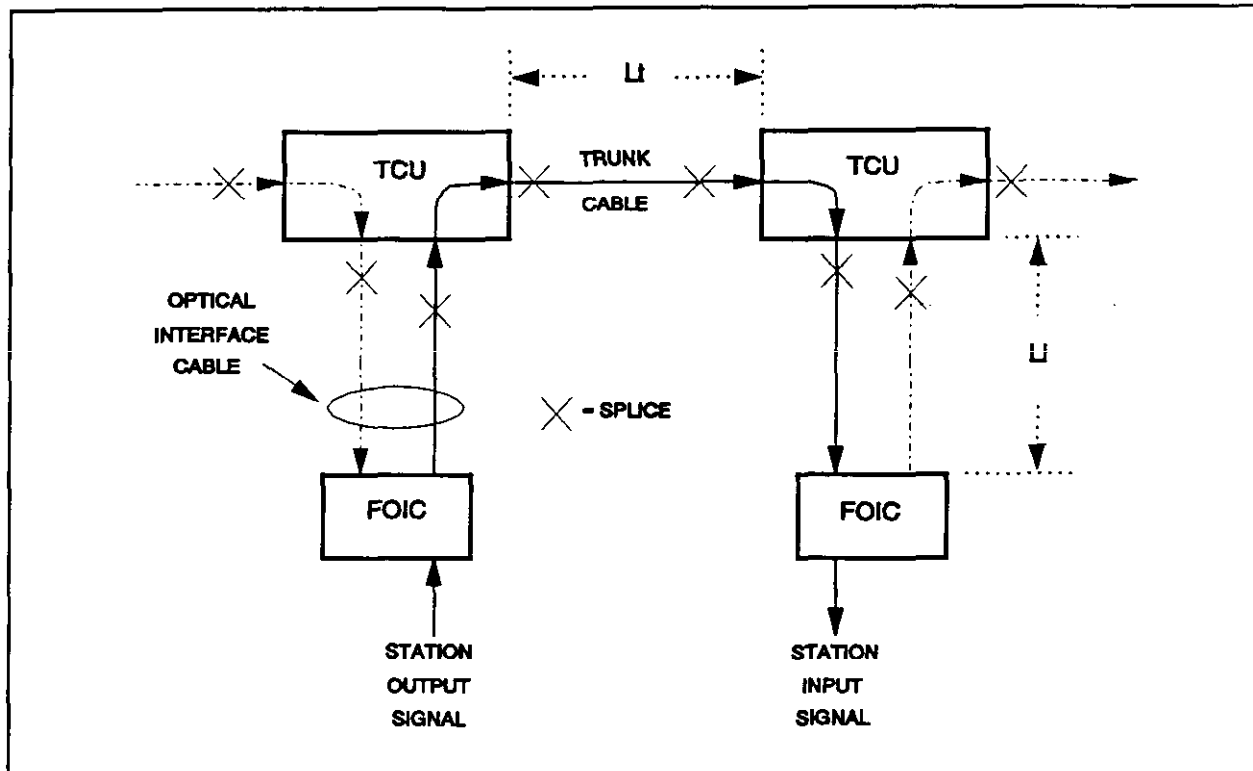 Lt
TCU
TRUNK
CABLE
TCU
OPTICAL
INTERFACE
CABLE
= SPLICE
Li
FOIC
FOIC
STATION
OUTPUT
SIGNAL
STATION
INPUT
SIGNAL